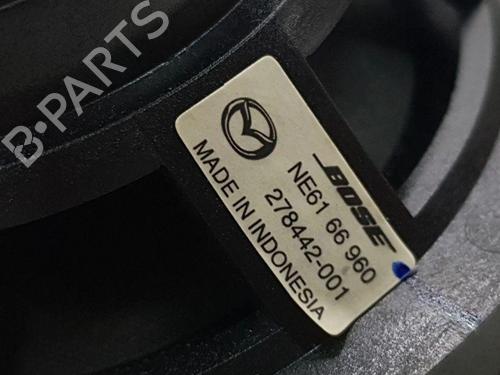 B-PARTS
BOSE
NE61 66 960
278442-001
MADE IN INDONESIA